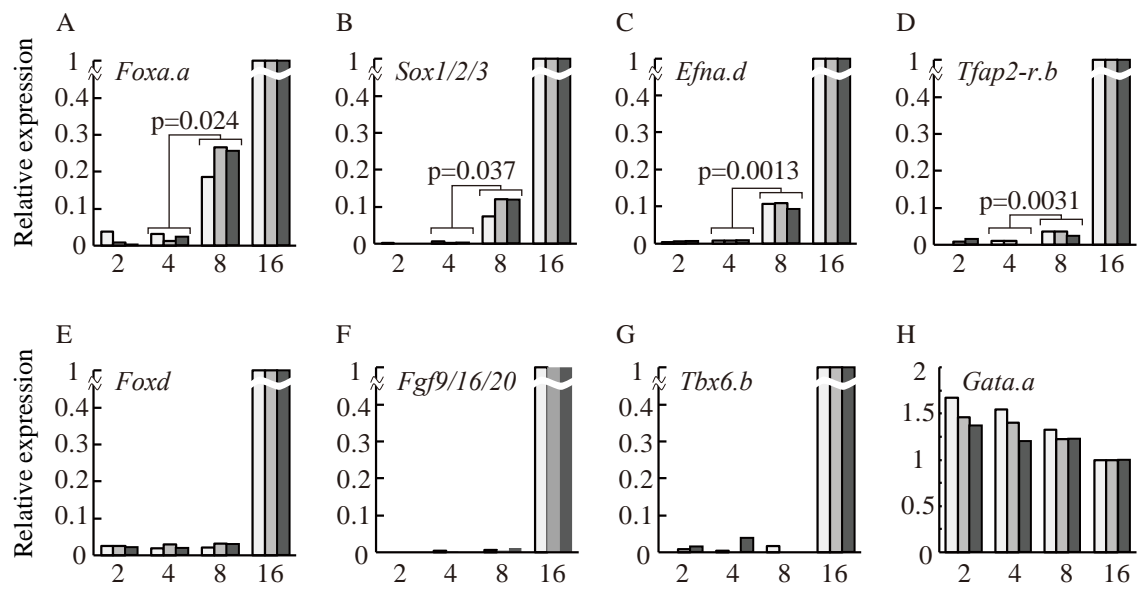 A
Relative expression
1
0.4
0.3
0.2
0.1
0
Foxa.a
p=0.024
2 4 8 16
B
1
0.4
0.3
0.2
0.1
0
Sox1/2/3
p=0.037
2 4 8 16
C
1
0.4
0.3
0.2
0.1
0
Efna.d
p=0.0013
2 4 8 16
D
1
0.4
0.3
0.2
0.1
0
Tfap2-r.b
p=0.0031
2 4 8 16
E
Relative expression
1
0.4
0.3
0.2
0.1
0
Foxd
2 4 8 16
F
1
0.4
0.3
0.2
0.1
0
Fgf9/16/20
2 4 8 16
G
1
0.4
0.3
0.2
0.1
0
Tbx6.b
2 4 8 16
H
2
1.5
1
0.5
0
Gata.a
2 4 8 16